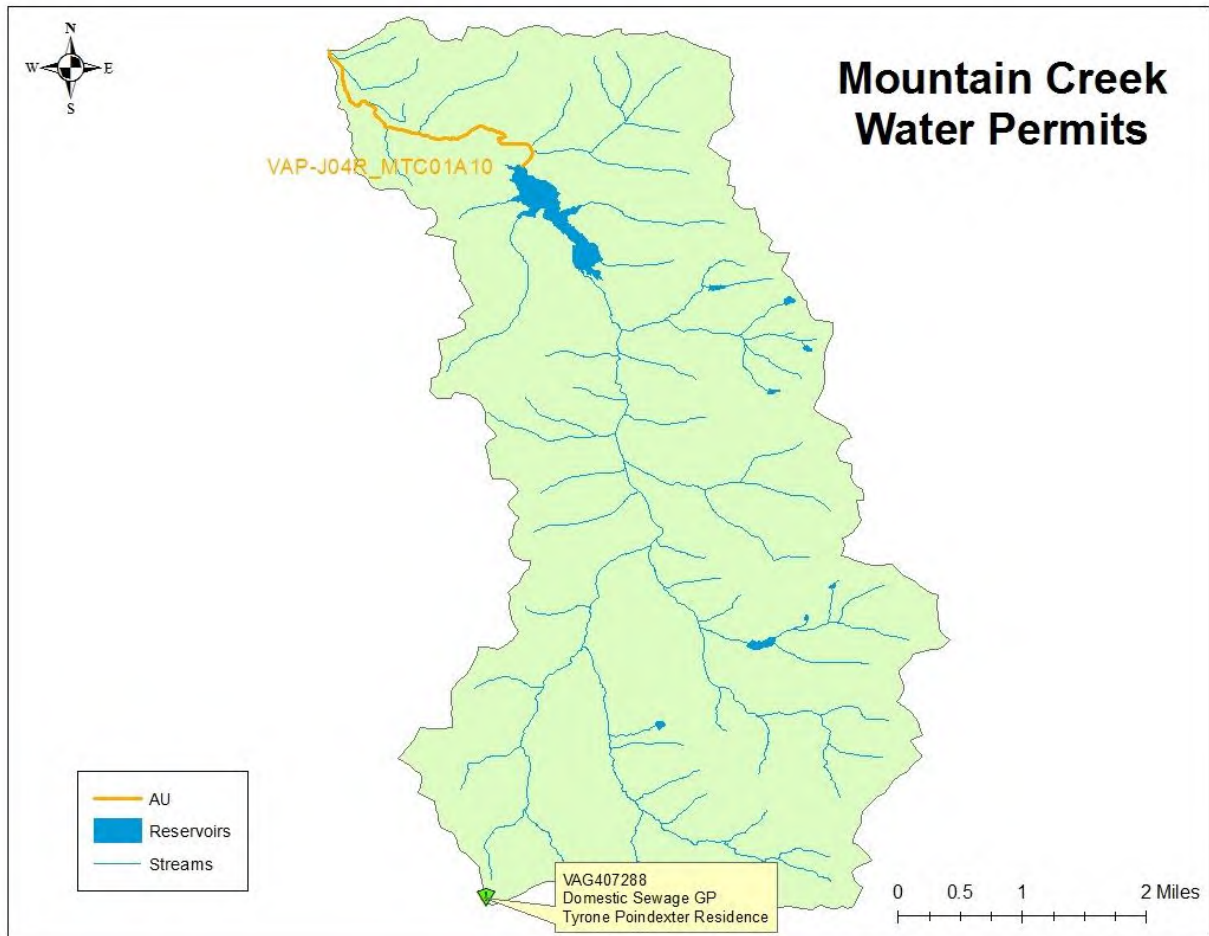 N
W E
S
Mountain Creek
Water Permits
VAP-J04R_MTC01A10
AU
Reservoirs
Streams
1
VAG407288
Domestic Sewage GP
Tyrone Poindexter Residence
0 0.5 1 2 Miles